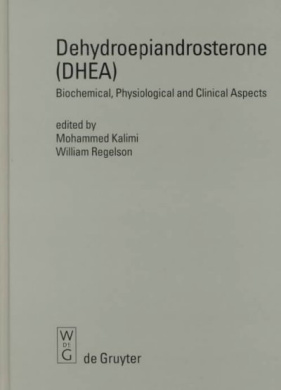 Dehydroepiandrosterone
(DHEA)
Biochemical, Physiological and Clinical Aspects
edited by
Mohammed Kalimi
William Regelson
W
DE
G
de Gruyter